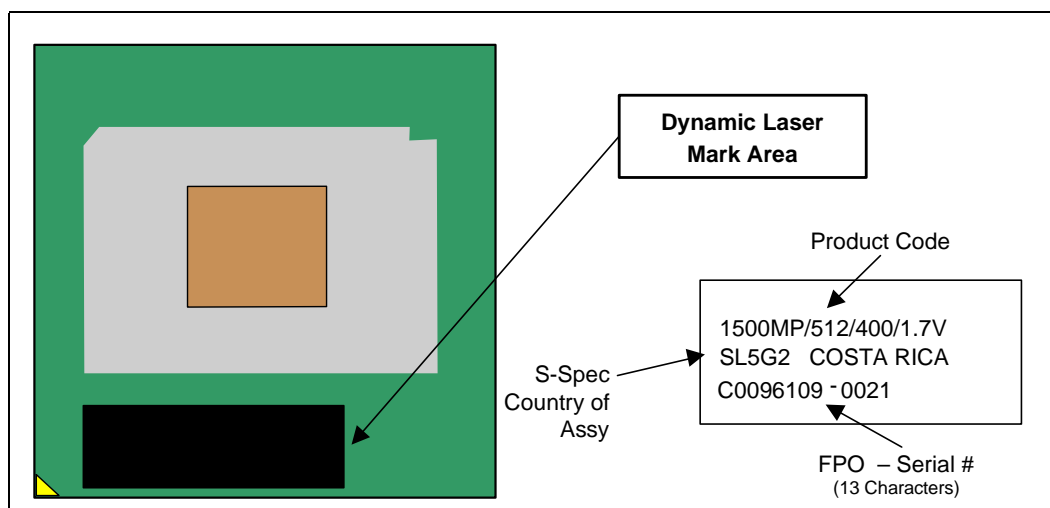 Dynamic Laser
Mark Area
Product Code
1500MP/512/400/1.7V
SL5G2 COSTA RICA
C0096109 - 0021
S-Spec
Country of
Assy
FPO – Serial #
(13 Characters)